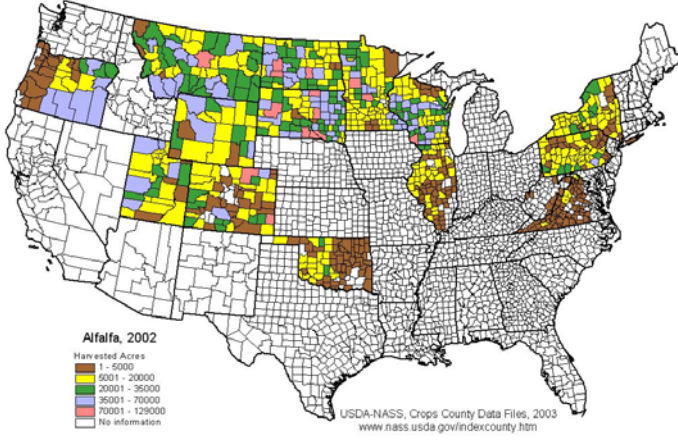 Alfalfa, 2002
Harvested Acres
1 - 5000
5001 - 20000
20001 - 35000
35001 - 70000
70001 - 129000
No information
USDA-NASS, Crops County Data Files, 2003
www.nass.usda.gov/indexcounty.htm